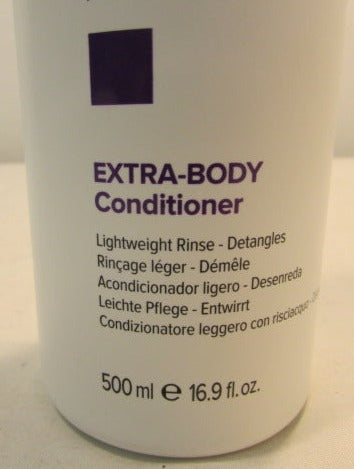 EXTRA-BODY
Conditioner
Lightweight Rinse - Detangles
Rinçage léger - Démêle
Acondicionador ligero - Desenreda
Leichte Pflege - Entwirrt
Condizionatore leggero con risciacquo -
500 ml ℮ 16.9 fl. oz.